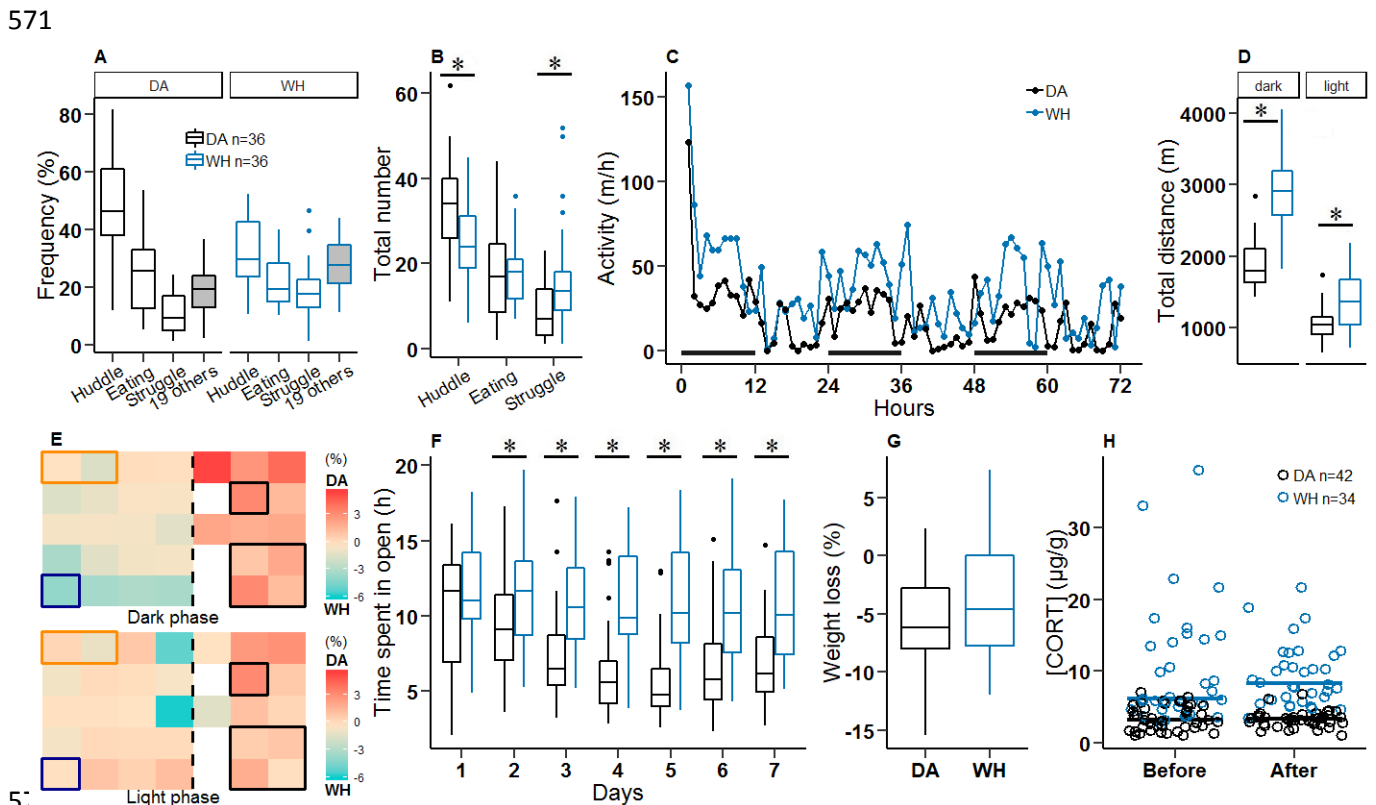 571
A
DA
WH
DA n=36
WH n=36
Frequency (%)
80
60
40
20
0
Huddle
Eating
Struggle
19 others
Huddle
Eating
Struggle
19 others
B
*
*
Total number
60
40
20
0
Huddle
Eating
Struggle
C
DA
WH
Activity (m/h)
150
100
50
0
0 12 24 36 48 60 72
Hours
D
dark
light
*
*
Total distance (m)
4000
3000
2000
1000
E
(%)
DA
3
0
-3
-6
WH
Dark phase
(%)
DA
3
0
-3
-6
WH
Light phase
F
* * * * * *
Time spent in open (h)
20
15
10
5
1 2 3 4 5 6 7
Days
G
Weight loss (%)
5
0
-5
-10
-15
DA WH
H
DA n=42
WH n=34
[CORT] (µg/g)
30
20
10
0
Before After